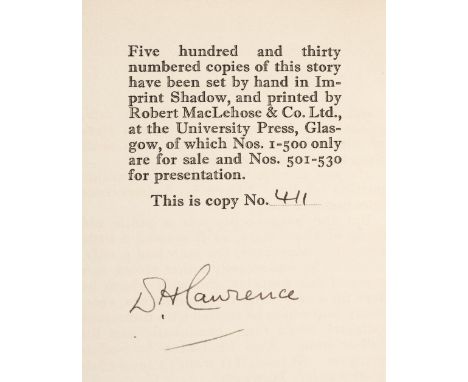 Five hundred and thirty
numbered copies of this story
have been set by hand in Im-
print Shadow, and printed by
Robert MacLehose & Co. Ltd.,
at the University Press, Glas-
gow, of which Nos. 1-500 only
are for sale and Nos. 501-530
for presentation.
This is copy No. 411
D. H. Lawrence